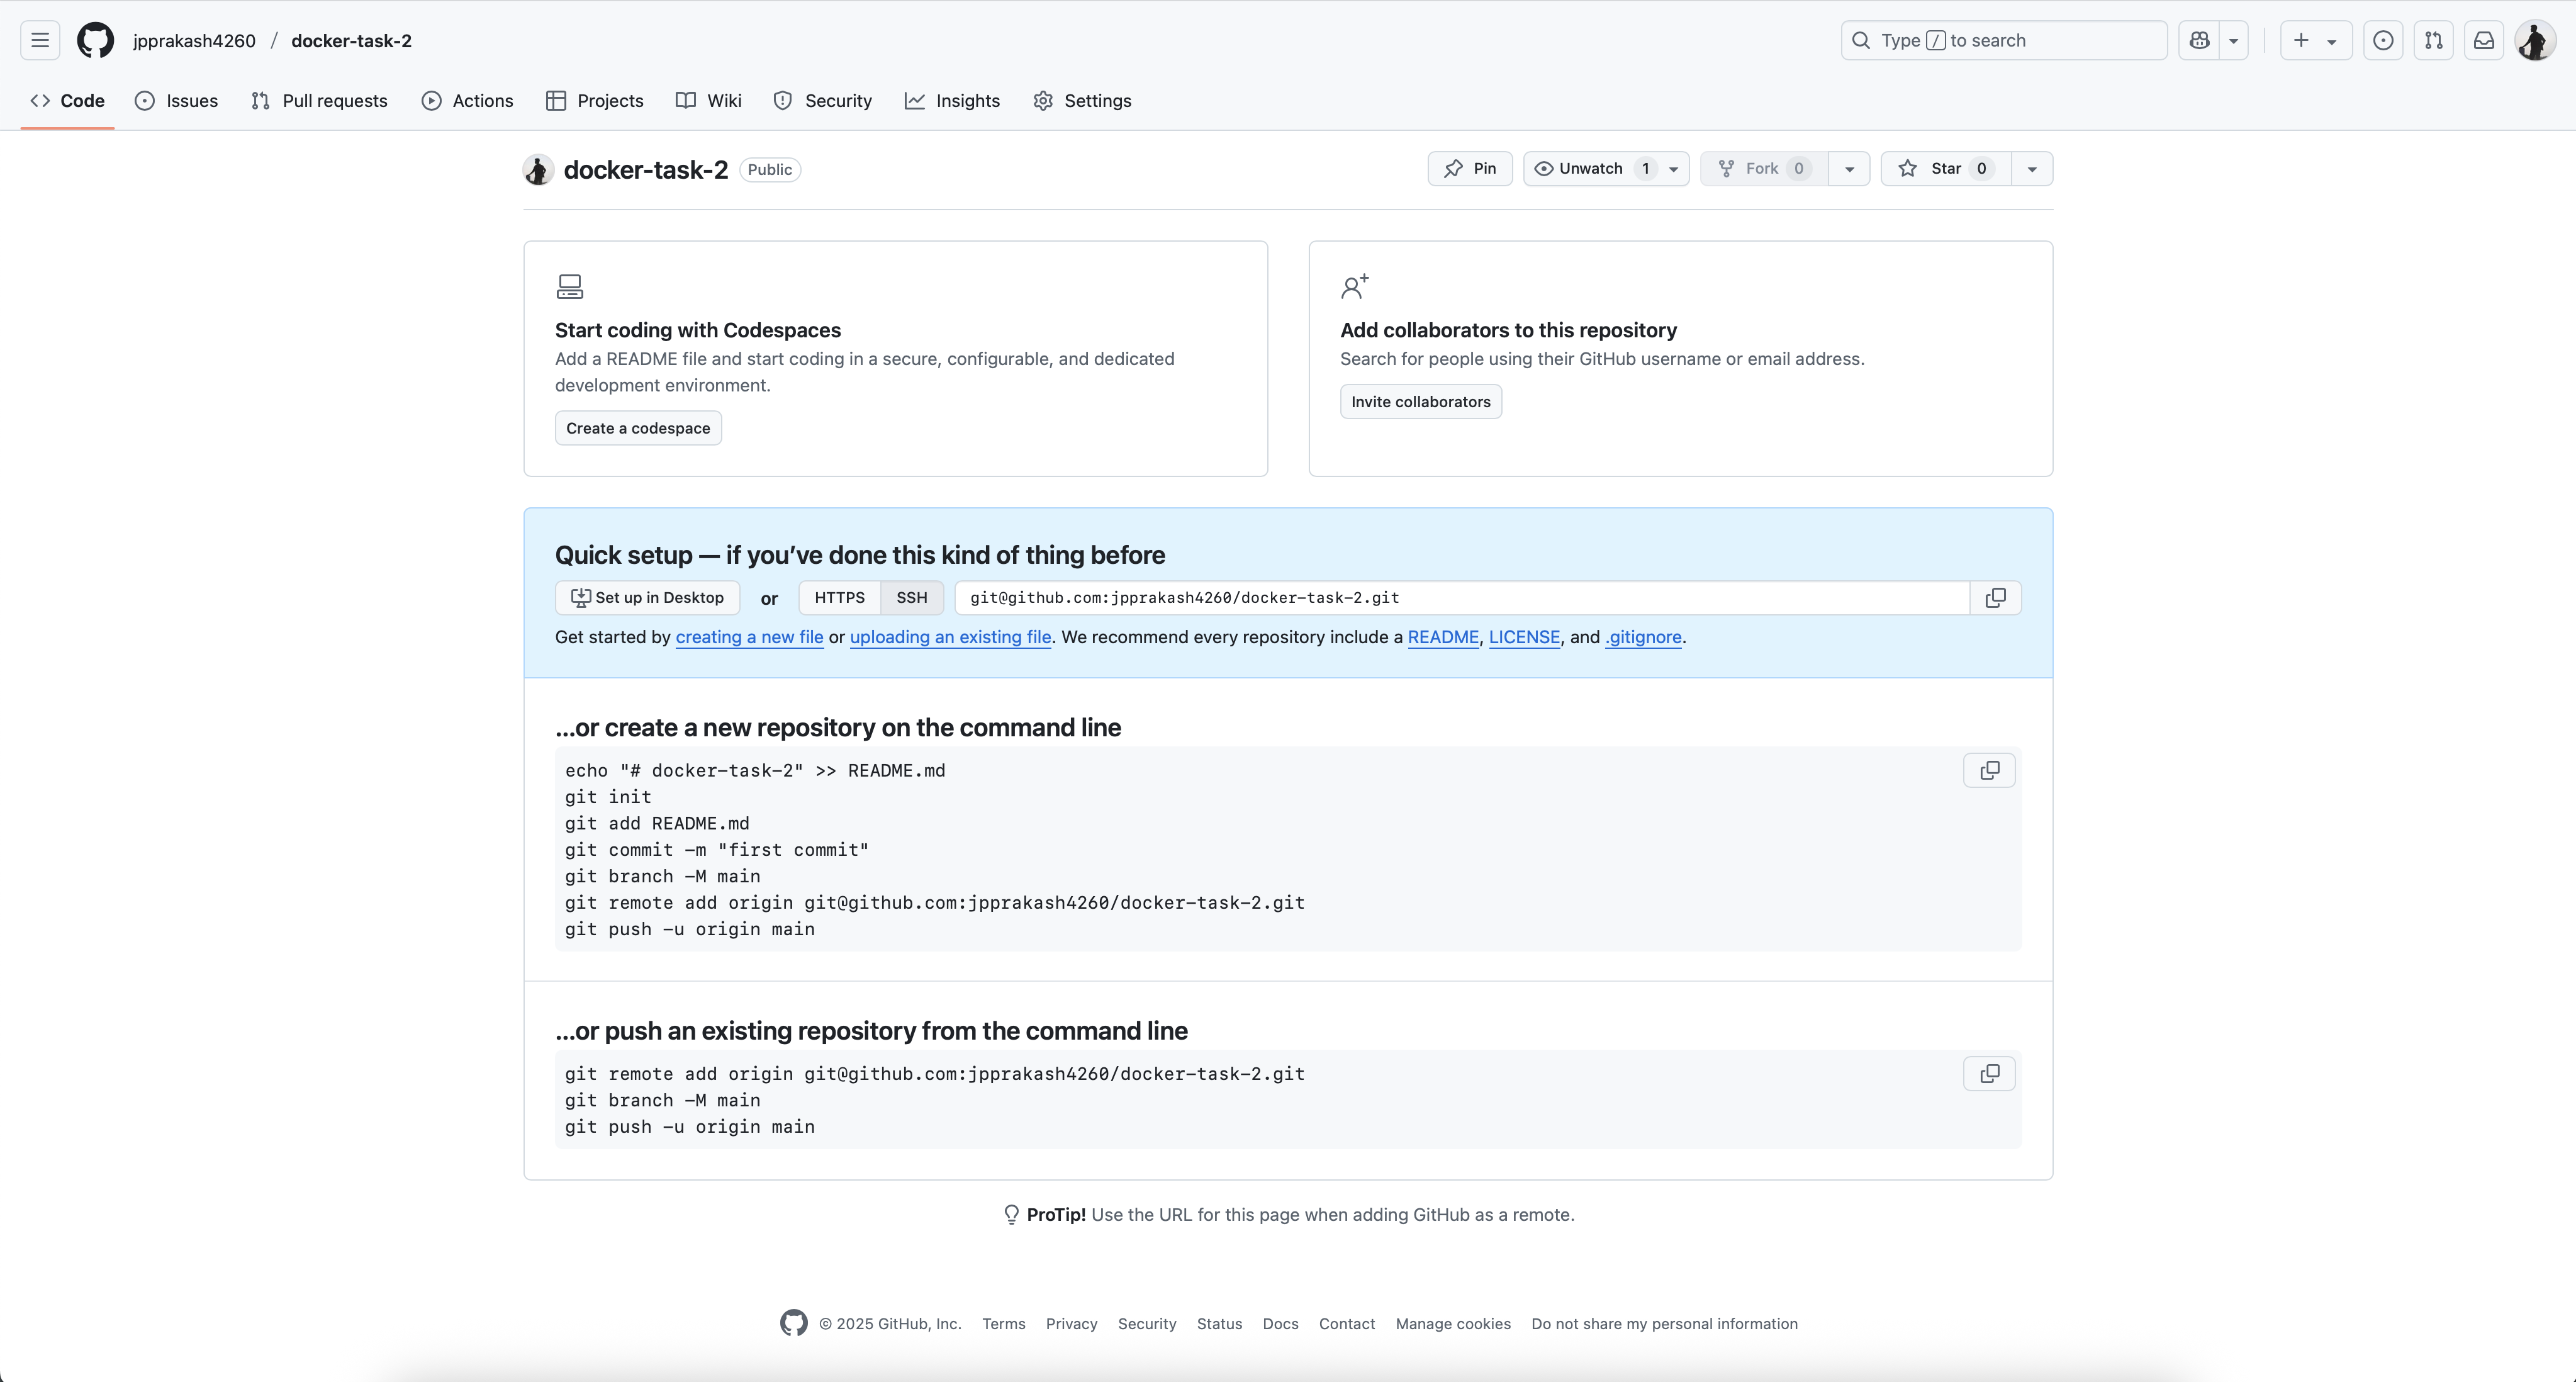 jpprakash4260 / docker-task-2
Type / to search
Code Issues Pull requests Actions Projects Wiki Security Insights Settings
docker-task-2 Public
Pin Unwatch 1 Fork 0 Star 0
Start coding with Codespaces
Add a README file and start coding in a secure, configurable, and dedicated
development environment.
Create a codespace
Add collaborators to this repository
Search for people using their GitHub username or email address.
Invite collaborators
Quick setup — if you’ve done this kind of thing before
Set up in Desktop or HTTPS SSH git@github.com:jpprakash4260/docker-task-2.git
Get started by creating a new file or uploading an existing file. We recommend every repository include a README, LICENSE, and .gitignore.
…or create a new repository on the command line
echo "# docker-task-2" >> README.md
git init
git add README.md
git commit -m "first commit"
git branch -M main
git remote add origin git@github.com:jpprakash4260/docker-task-2.git
git push -u origin main
…or push an existing repository from the command line
git remote add origin git@github.com:jpprakash4260/docker-task-2.git
git branch -M main
git push -u origin main
ProTip! Use the URL for this page when adding GitHub as a remote.
© 2025 GitHub, Inc. Terms Privacy Security Status Docs Contact Manage cookies Do not share my personal information